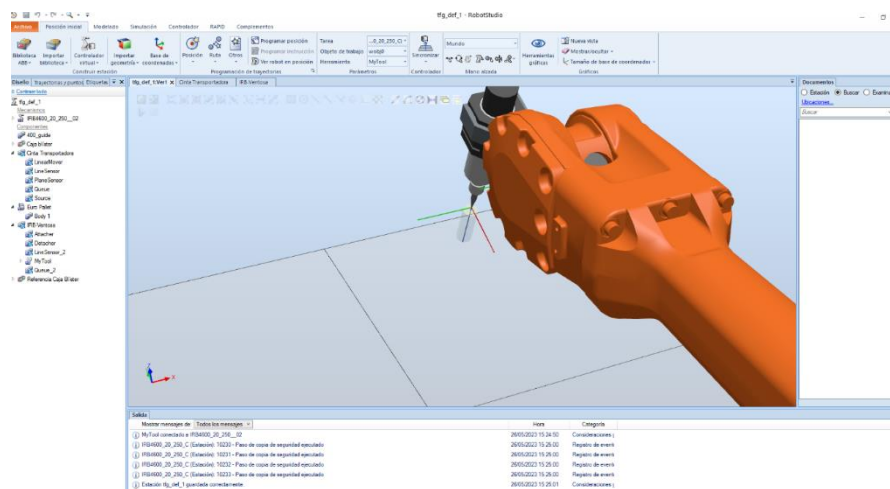 tfg_def_1 - RobotStudio
Archivo Posición inicial Modelado Simulación Controlador RAPID Complementos
Biblioteca ABB Importar biblioteca Controlador virtual Importar geometría Base de coordenadas Posición Ruta Otros
Programar posición
Programar instrucción
Ver robot en posición
Tarea
Objeto de trabajo wobj0
Herramienta MyTool
Sincronizar
Mundo
Herramientas gráficas
Nueva vista
Mostrar/ocultar
Tamaño de base de coordenadas
Construir estación Programación de trayectorias Parámetros Controlador Mano alzada Gráficos
Diseño Trayectorias y puntos Etiquetas
tfg_def_1:Vert Cinta Transportadora IRB Ventosa
Documentos
Estación Buscar Examinar
Ubicaciones...
Buscar
tfg_def_1
Mecanismos
IRB4600_20_250__02
Componentes
400_guide
Caja blister
Cinta Transportadora
LinearMover
LineSensor
PlaneSensor
Queue
Source
Euro Pallet
Body 1
IRB Ventosa
Attacher
Detacher
LineSensor_2
MyTool
Queue_2
Referencia Caja Blister
Salida
Mostrar mensajes de: Todos los mensajes Hora Categoría
MyTool conectado a IRB4600_20_250__02 26/05/2023 15:24:50 Consideraciones
IRB4600_20_250_C (Estación): 10230 - Paso de copia de seguridad ejecutado 26/05/2023 15:25:00 Registro de event
IRB4600_20_250_C (Estación): 10231 - Paso de copia de seguridad ejecutado 26/05/2023 15:25:00 Registro de event
IRB4600_20_250_C (Estación): 10232 - Paso de copia de seguridad ejecutado 26/05/2023 15:25:00 Registro de event
IRB4600_20_250_C (Estación): 10233 - Paso de copia de seguridad ejecutado 26/05/2023 15:25:00 Registro de event
Estación tfg_def_1 guardada correctamente. 26/05/2023 15:25:01 Consideraciones